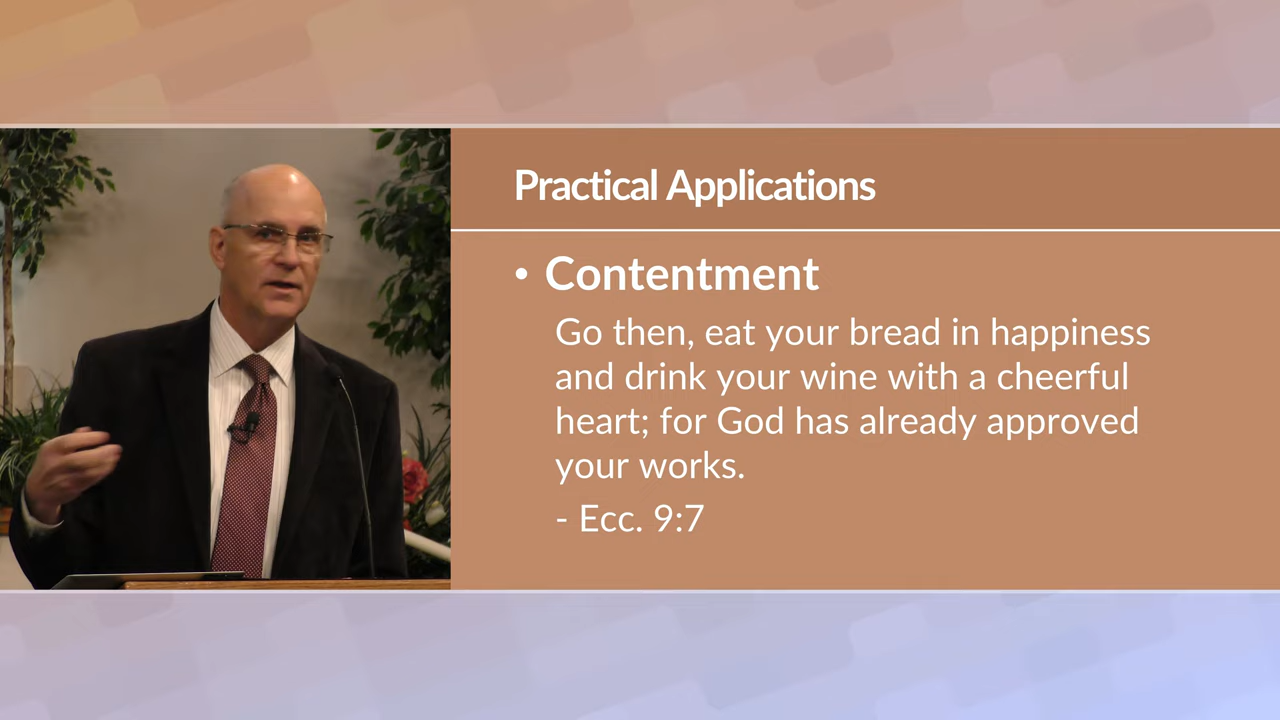 Practical Applications
• Contentment
Go then, eat your bread in happiness
and drink your wine with a cheerful
heart; for God has already approved
your works.
- Ecc. 9:7